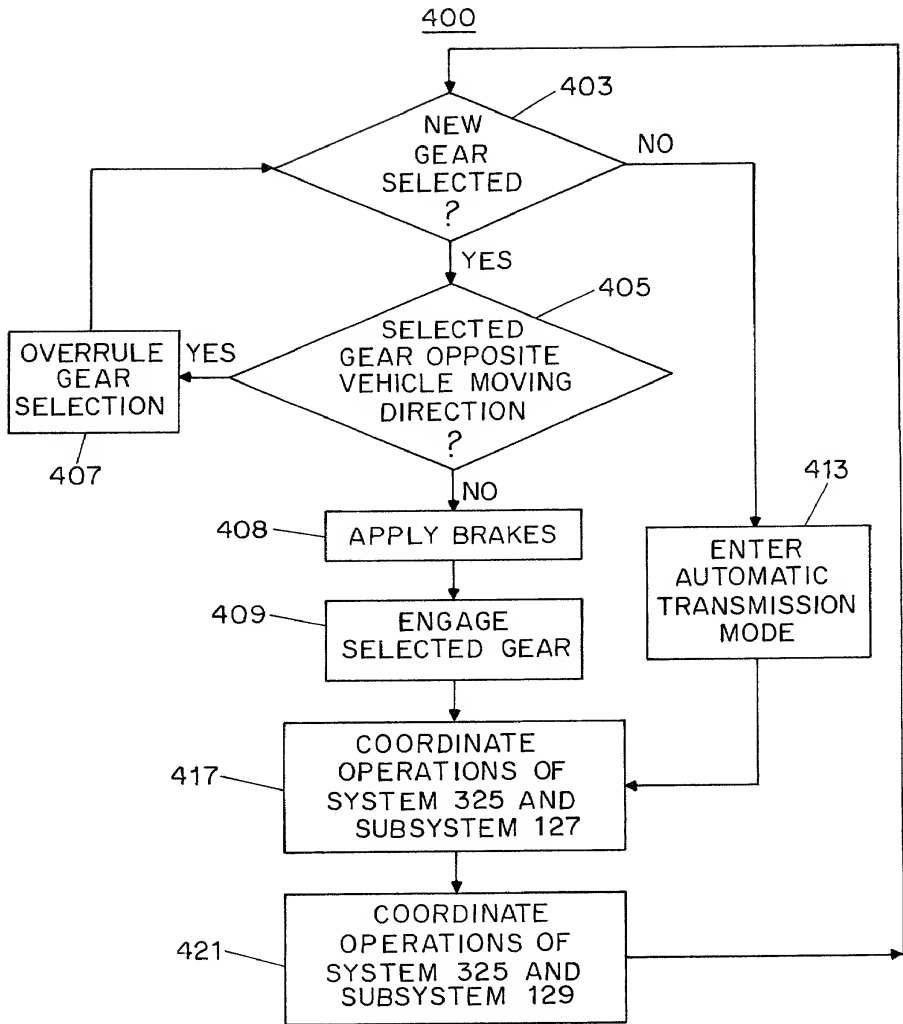 400
403
NEW
GEAR
SELECTED
?
NO
YES
405
SELECTED
GEAR OPPOSITE
VEHICLE MOVING
DIRECTION
?
YES
OVERRULE
GEAR
SELECTION
407
NO
408
APPLY BRAKES
413
ENTER
AUTOMATIC
TRANSMISSION
MODE
409
ENGAGE
SELECTED GEAR
417
COORDINATE
OPERATIONS OF
SYSTEM 325 AND
SUBSYSTEM 127
421
COORDINATE
OPERATIONS OF
SYSTEM 325 AND
SUBSYSTEM 129